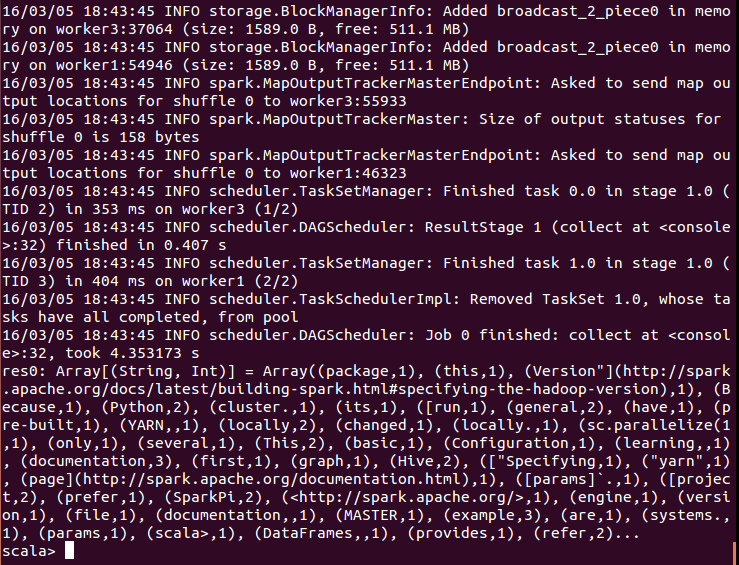 16/03/05 18:43:45 INFO storage.BlockManagerInfo: Added broadcast_2_piece0 in memo
ry on worker3:37064 (size: 1589.0 B, free: 511.1 MB)
16/03/05 18:43:45 INFO storage.BlockManagerInfo: Added broadcast_2_piece0 in memo
ry on worker1:54946 (size: 1589.0 B, free: 511.1 MB)
16/03/05 18:43:45 INFO spark.MapOutputTrackerMasterEndpoint: Asked to send map ou
tput locations for shuffle 0 to worker3:55933
16/03/05 18:43:45 INFO spark.MapOutputTrackerMaster: Size of output statuses for
shuffle 0 is 158 bytes
16/03/05 18:43:45 INFO spark.MapOutputTrackerMasterEndpoint: Asked to send map ou
tput locations for shuffle 0 to worker1:46323
16/03/05 18:43:45 INFO scheduler.TaskSetManager: Finished task 0.0 in stage 1.0 (
TID 2) in 353 ms on worker3 (1/2)
16/03/05 18:43:45 INFO scheduler.DAGScheduler: ResultStage 1 (collect at <console
>:32) finished in 0.407 s
16/03/05 18:43:45 INFO scheduler.TaskSetManager: Finished task 1.0 in stage 1.0 (
TID 3) in 404 ms on worker1 (2/2)
16/03/05 18:43:45 INFO scheduler.TaskSchedulerImpl: Removed TaskSet 1.0, whose ta
sks have all completed, from pool
16/03/05 18:43:45 INFO scheduler.DAGScheduler: Job 0 finished: collect at <consol
e>:32, took 4.353173 s
res0: Array[(String, Int)] = Array((package,1), (this,1), (Version"](http://spark
.apache.org/docs/latest/building-spark.html#specifying-the-hadoop-version),1), (B
ecause,1), (Python,2), (cluster.,1), (its,1), ([run,1), (general,2), (have,1), (p
re-built,1), (YARN,,1), (locally,2), (changed,1), (locally.,1), (sc.parallelize(1
,1), (only,1), (several,1), (This,2), (basic,1), (Configuration,1), (learning,,1)
, (documentation,3), (first,1), (graph,1), (Hive,2), (["Specifying,1), ("yarn",1)
, (page](http://spark.apache.org/documentation.html),1), ([params]`.,1), ([projec
t,2), (prefer,1), (SparkPi,2), (<http://spark.apache.org/>,1), (engine,1), (versi
on,1), (file,1), (documentation,,1), (MASTER,1), (example,3), (are,1), (systems.,
1), (params,1), (scala>,1), (DataFrames,,1), (provides,1), (refer,2)...
scala>